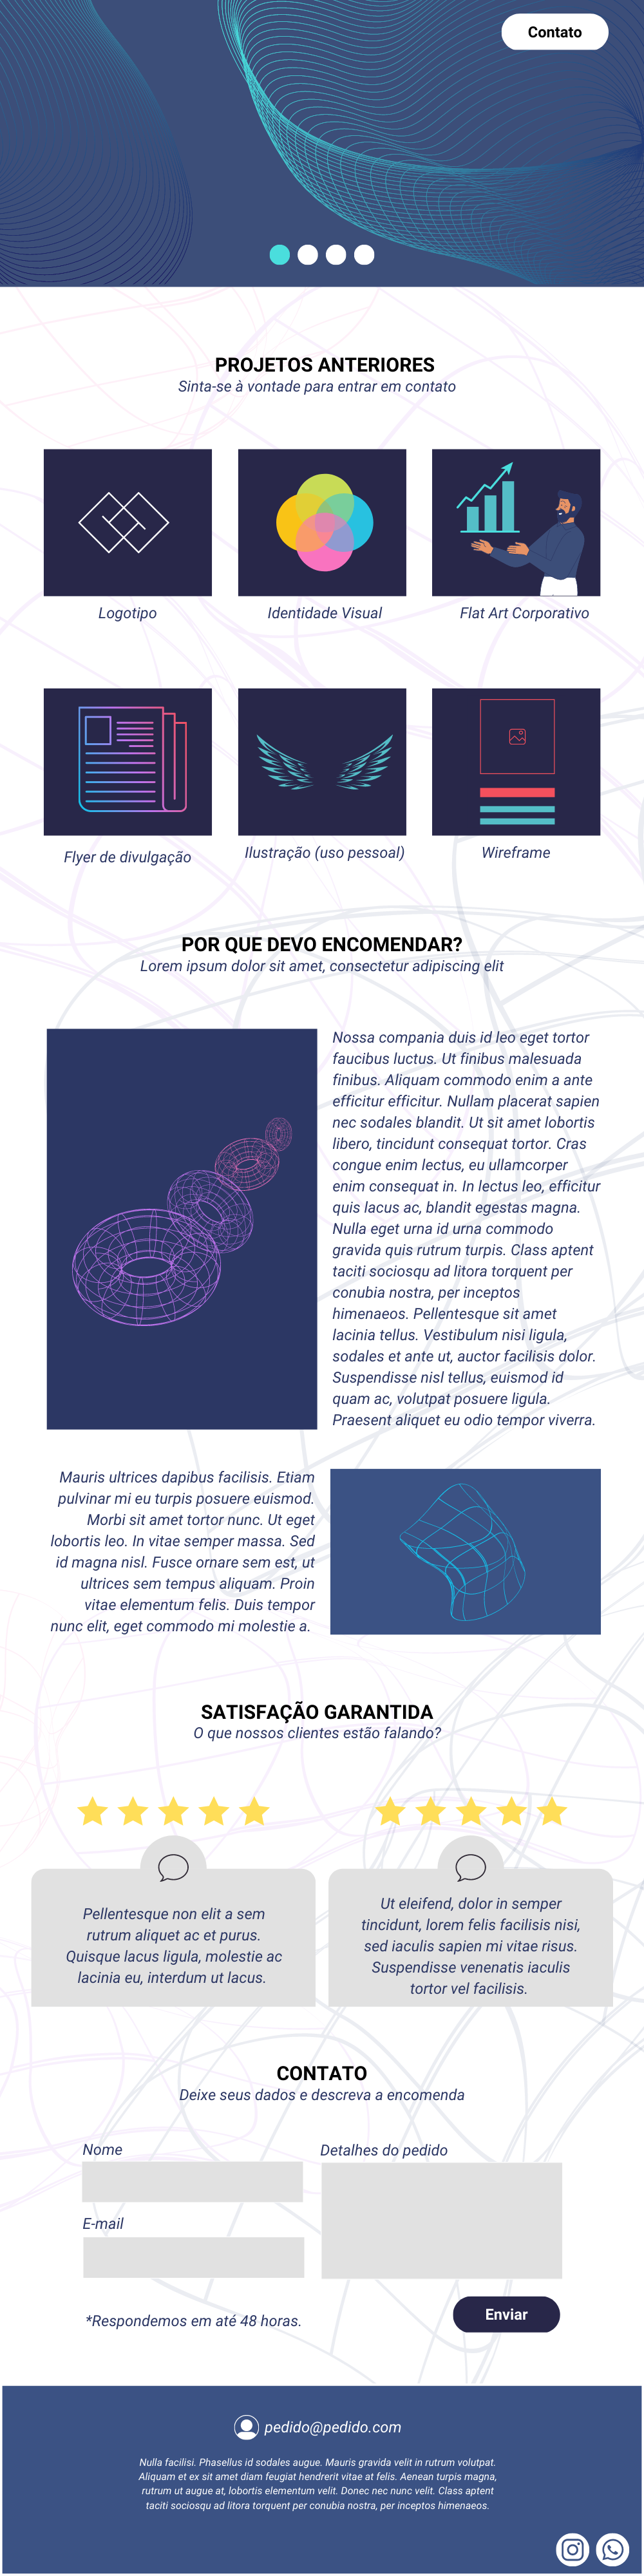 Contato
PROJETOS ANTERIORES
Sinta-se à vontade para entrar em contato
Logotipo
Identidade Visual
Flat Art Corporativo
Flyer de divulgação
Ilustração (uso pessoal)
Wireframe
POR QUE DEVO ENCOMENDAR?
Lorem ipsum dolor sit amet, consectetur adipiscing elit
Nossa compania duis id leo eget tortor
faucibus luctus. Ut finibus malesuada
finibus. Aliquam commodo enim a ante
efficitur efficitur. Nullam placerat sapien
nec sodales blandit. Ut sit amet lobortis
libero, tincidunt consequat tortor. Cras
congue enim lectus, eu ullamcorper
enim consequat in. In lectus leo, efficitur
quis lacus ac, blandit egestas magna.
Nulla eget urna id urna commodo
gravida quis rutrum turpis. Class aptent
taciti sociosqu ad litora torquent per
conubia nostra, per inceptos
himenaeos. Pellentesque sit amet
lacinia tellus. Vestibulum nisi ligula,
sodales et ante ut, auctor facilisis dolor.
Suspendisse nisl tellus, euismod id
quam ac, volutpat posuere ligula.
Praesent aliquet eu odio tempor viverra.
Mauris ultrices dapibus facilisis. Etiam
pulvinar mi eu turpis posuere euismod.
Morbi sit amet tortor nunc. Ut eget
lobortis leo. In vitae semper massa. Sed
id magna nisl. Fusce ornare sem est, ut
ultrices sem tempus aliquam. Proin
vitae elementum felis. Duis tempor
nunc elit, eget commodo mi molestie a.
SATISFAÇÃO GARANTIDA
O que nossos clientes estão falando?
Pellentesque non elit a sem
rutrum aliquet ac et purus.
Quisque lacus ligula, molestie ac
lacinia eu, interdum ut lacus.
Ut eleifend, dolor in semper
tincidunt, lorem felis facilisis nisi,
sed iaculis sapien mi vitae risus.
Suspendisse venenatis iaculis
tortor vel facilisis.
CONTATO
Deixe seus dados e descreva a encomenda
Nome
Detalhes do pedido
E-mail
*Respondemos em até 48 horas.
Enviar
pedido@pedido.com
Nulla facilisi. Phasellus id sodales augue. Mauris gravida velit in rutrum volutpat.
Aliquam et ex sit amet diam feugiat hendrerit vitae at felis. Aenean turpis magna,
rutrum ut augue at, lobortis elementum velit. Donec nec nunc velit. Class aptent
taciti sociosqu ad litora torquent per conubia nostra, per inceptos himenaeos.